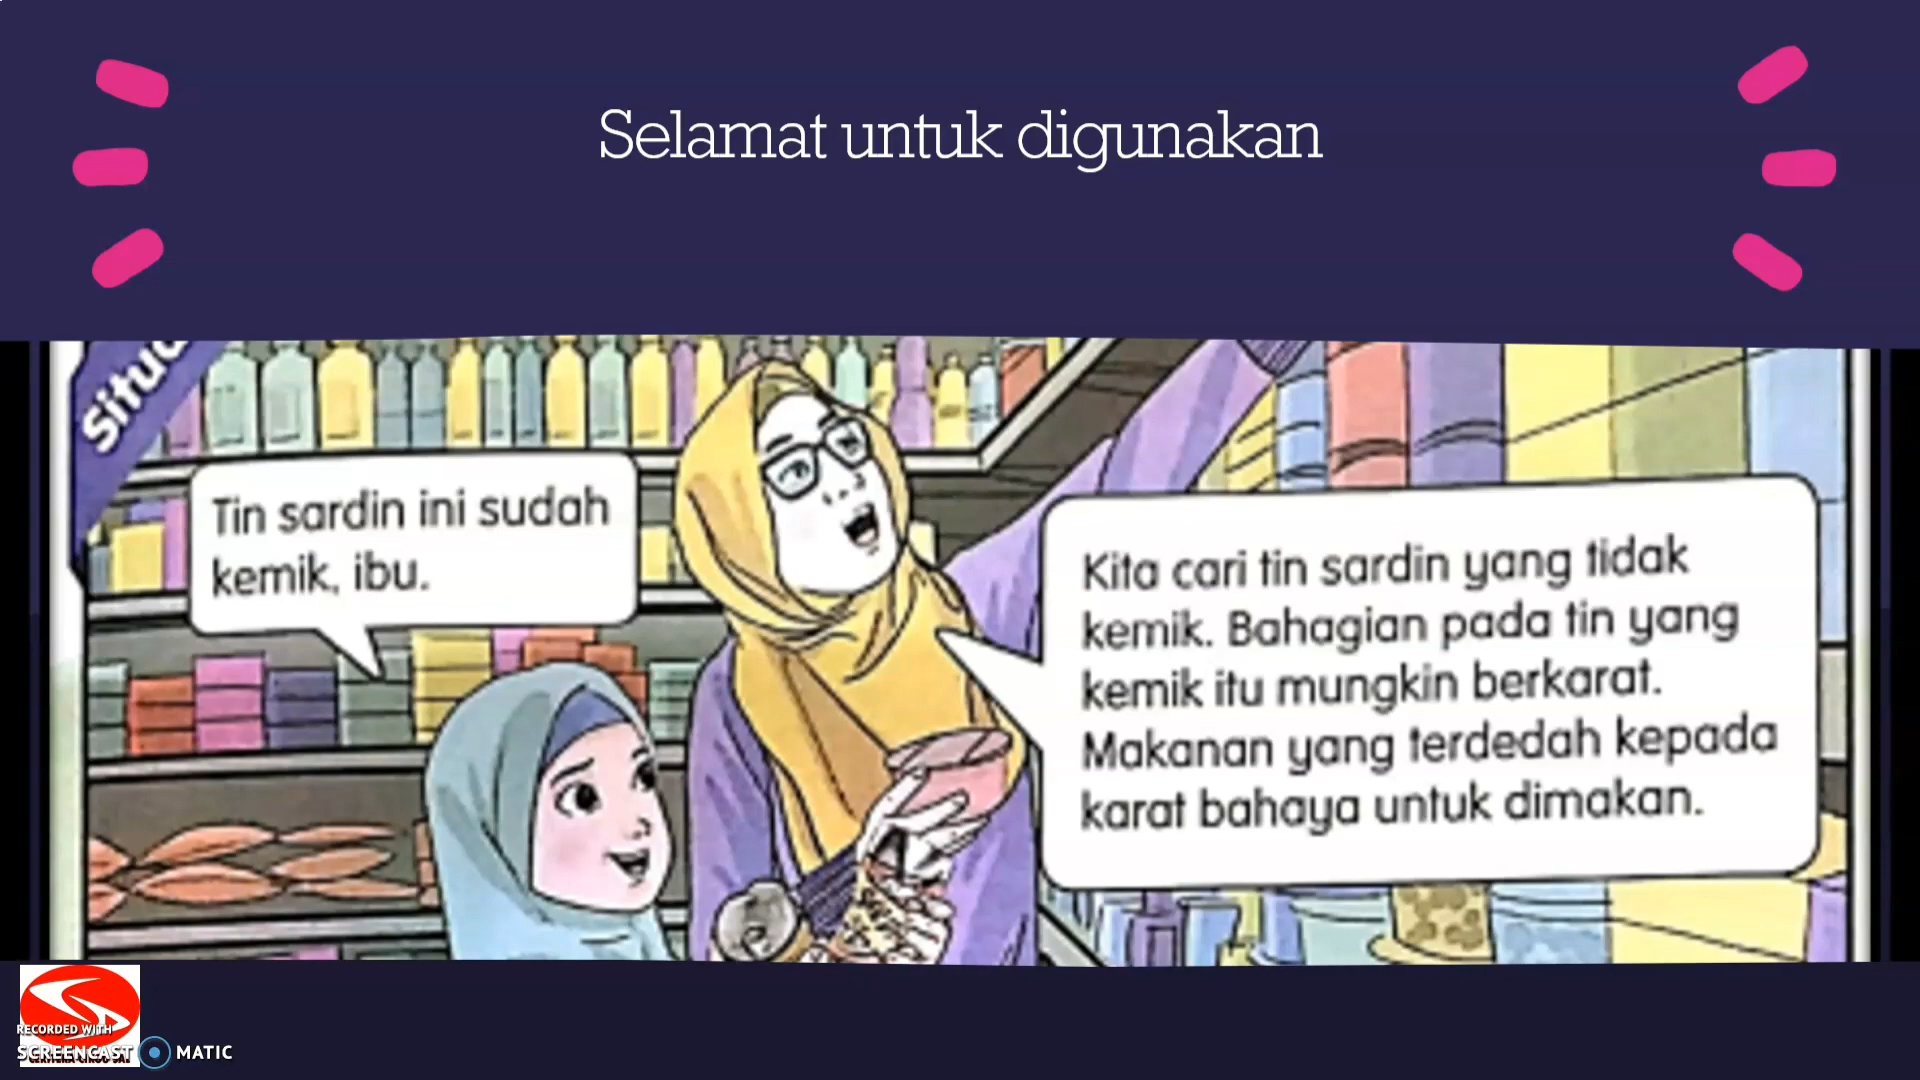 Selamat untuk digunakan
Situa
Tin sardin ini sudah
kemik, ibu.
Kita cari tin sardin yang tidak
kemik. Bahagian pada tin yang
kemik itu mungkin berkarat.
Makanan yang terdedah kepada
karat bahaya untuk dimakan.
RECORDED WITH
SCREENCAST MATIC